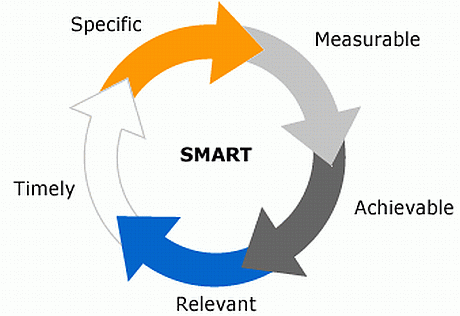 Specific
Measurable
SMART
Timely
Achievable
Relevant